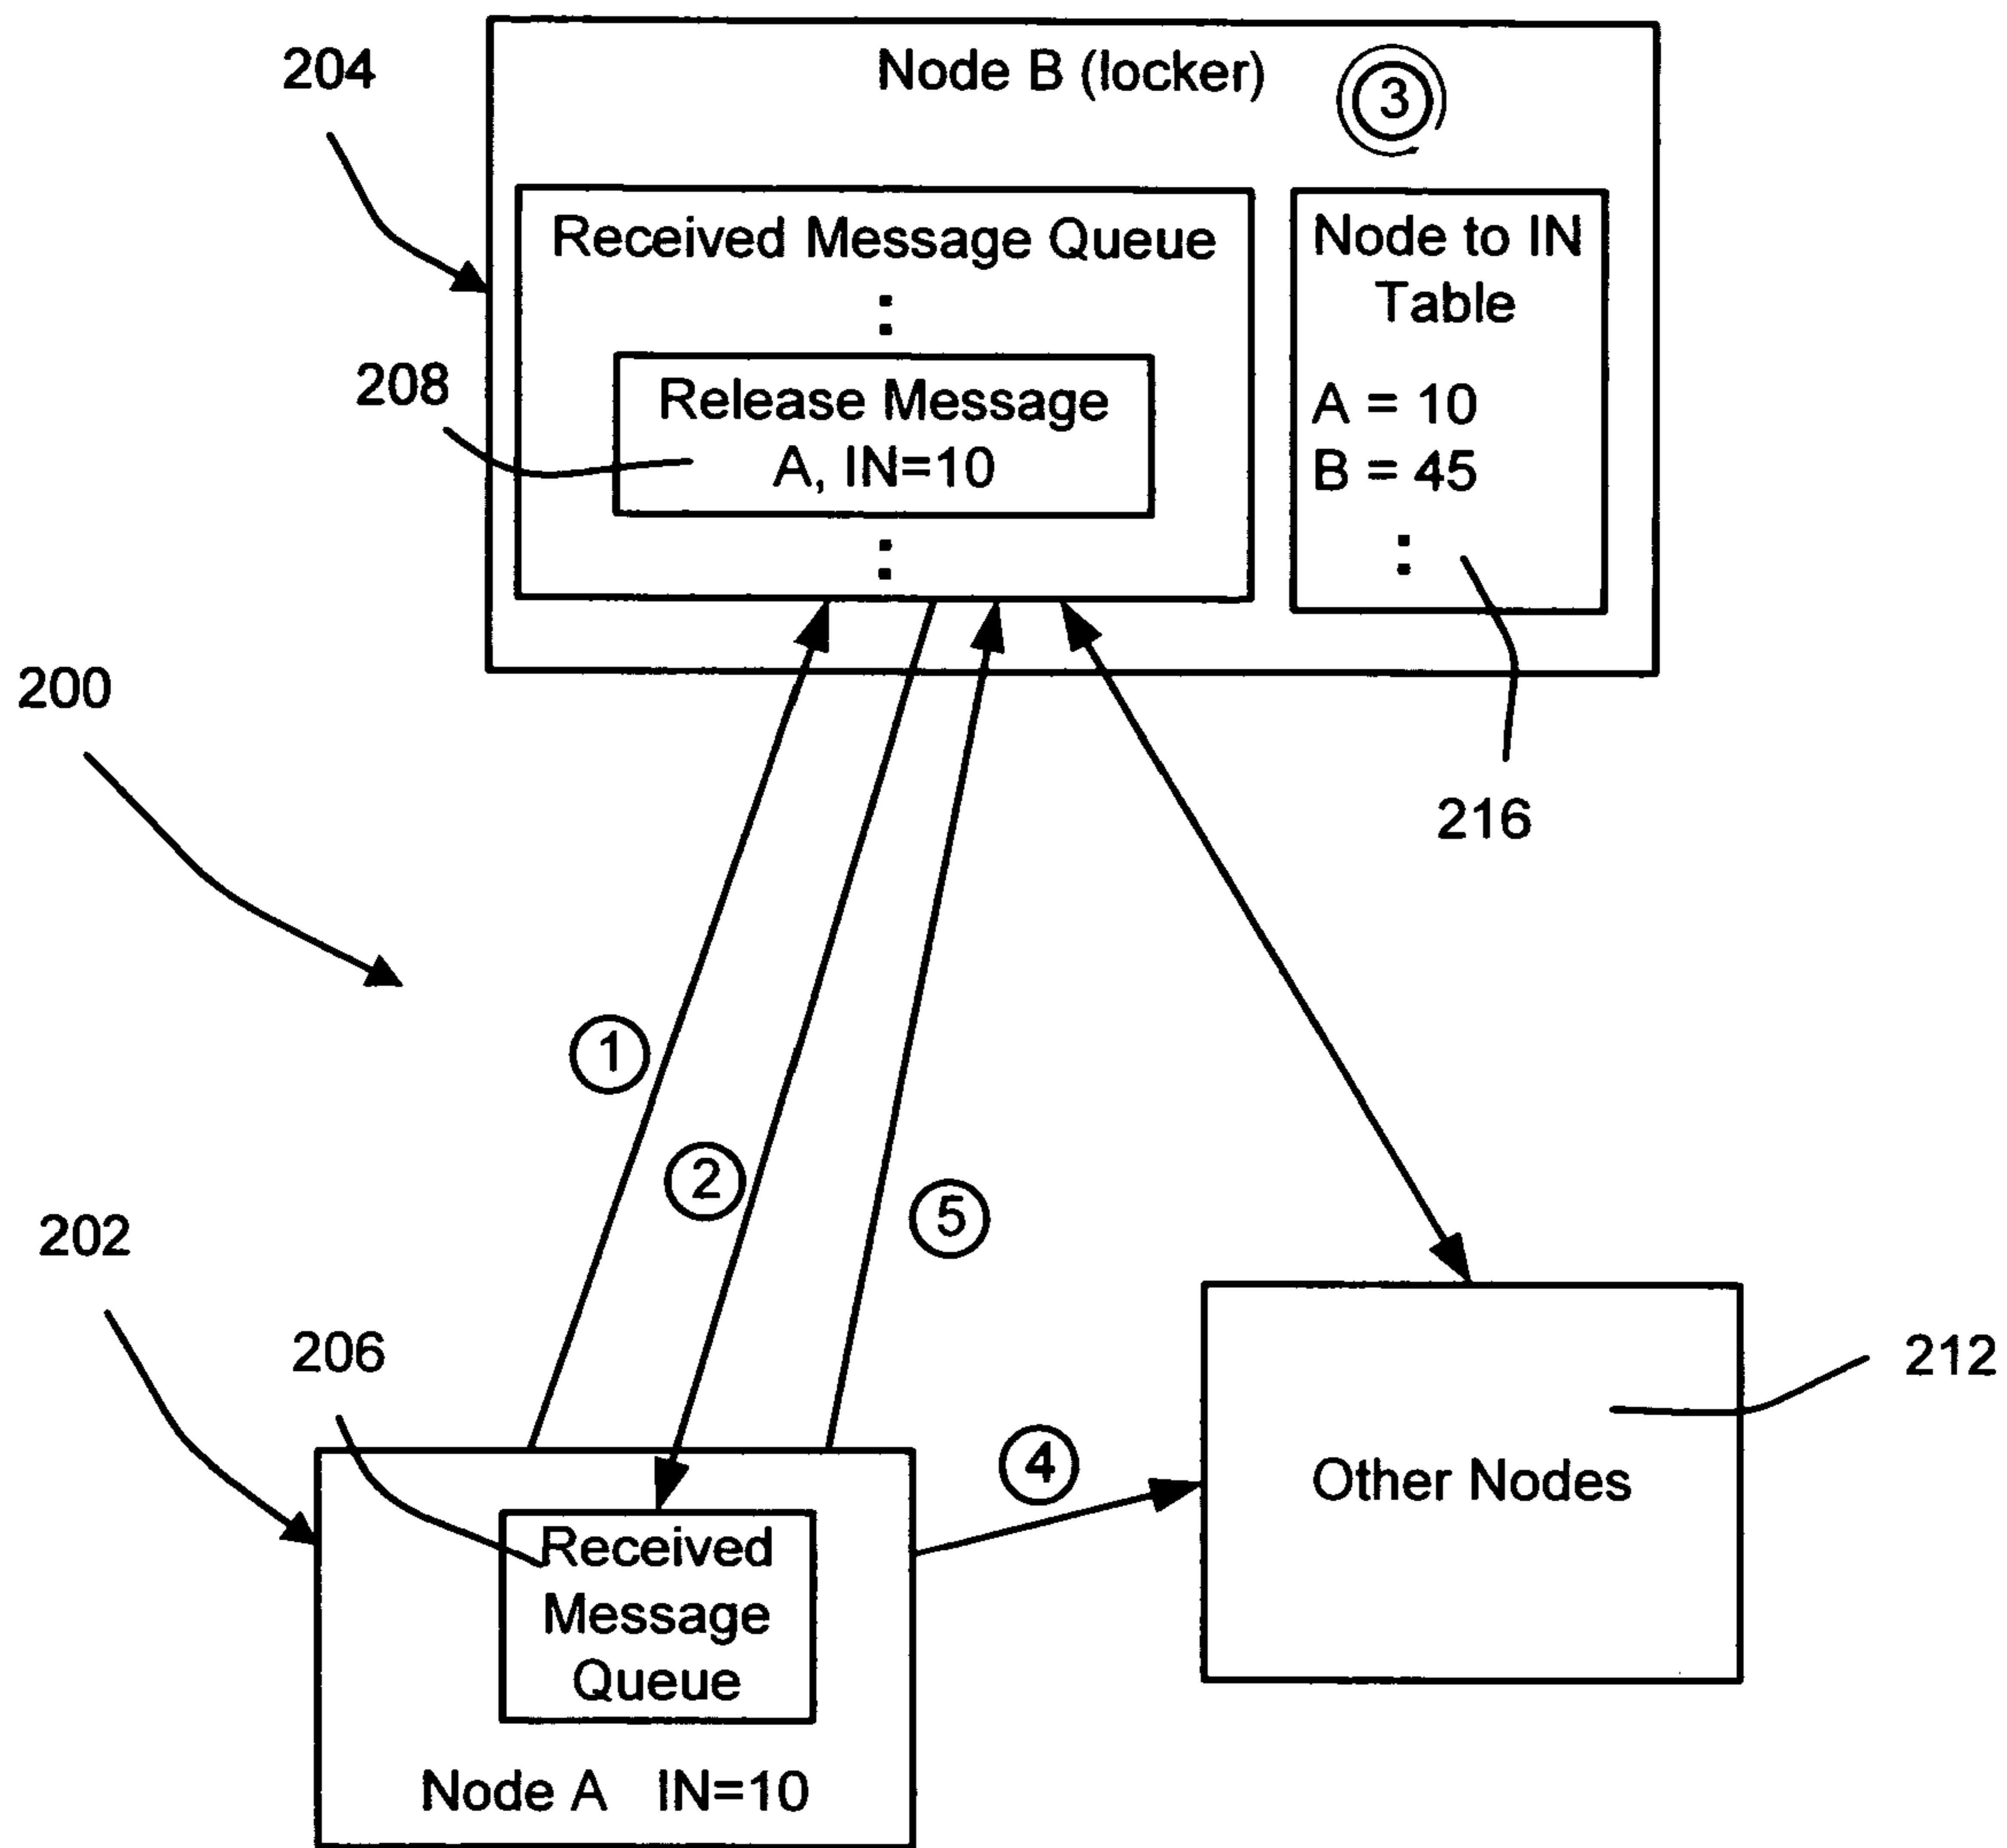 204
Node B (locker)
3
Received Message Queue
:
208
Release Message
A, IN=10
:
Node to IN
Table
A = 10
B = 45
:
216
200
1
2
5
202
206
4
212
Received
Message
Queue
Node A IN=10
Other Nodes